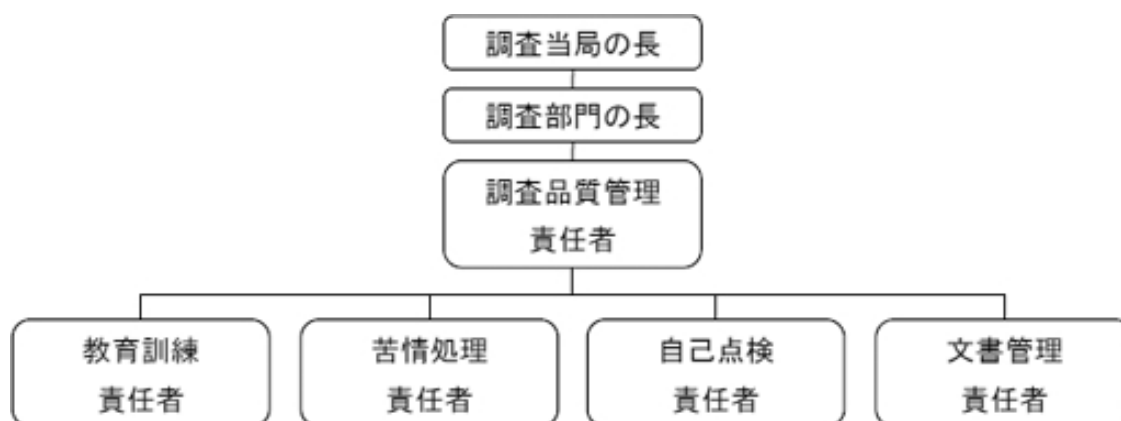 調査当局の長
調査部門の長
調査品質管理
責任者
教育訓練
責任者
苦情処理
責任者
自己点検
責任者
文書管理
責任者